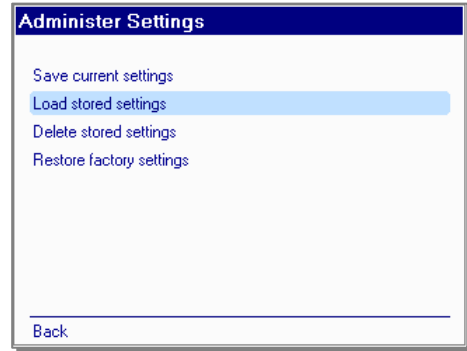 Administer Settings
Save current settings
Load stored settings
Delete stored settings
Restore factory settings
Back